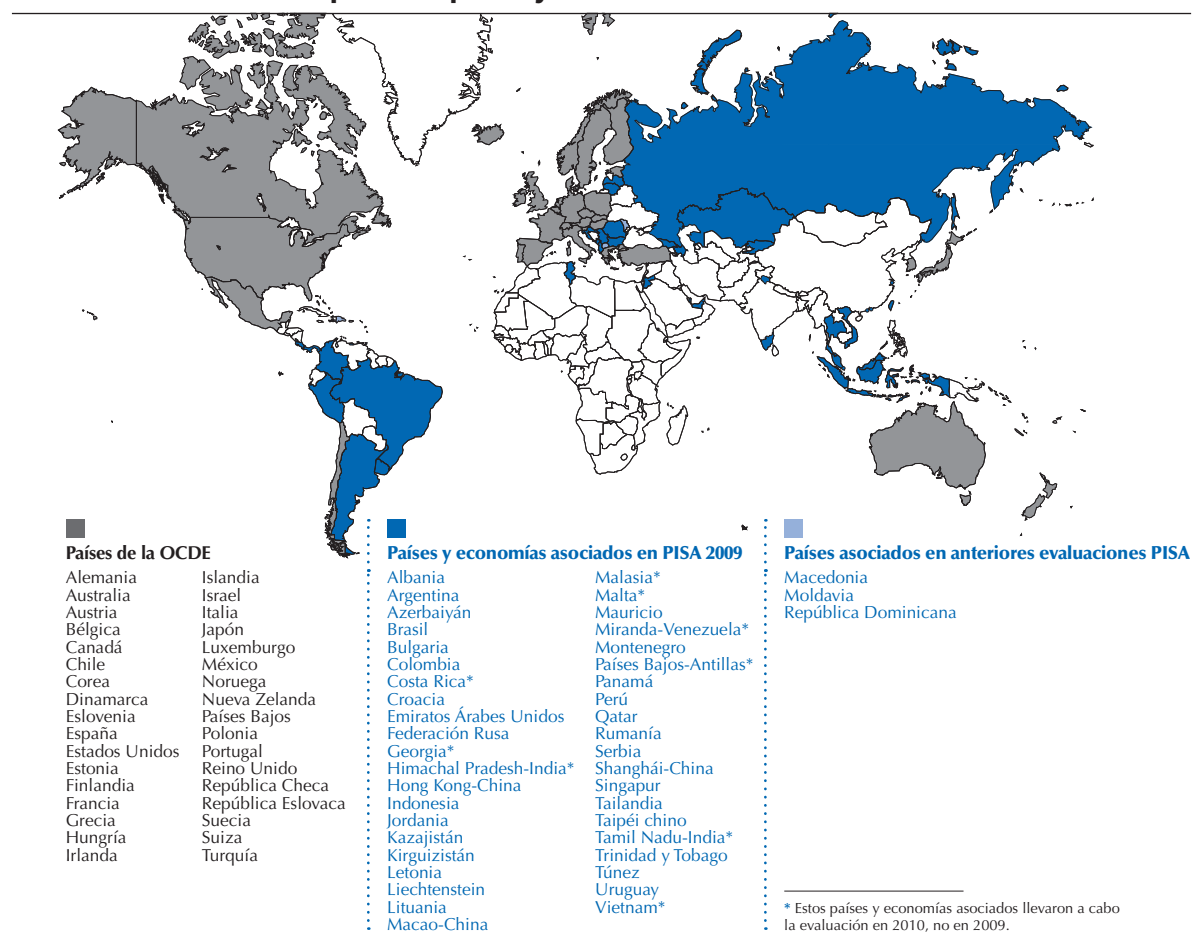 Países de la OCDE
Alemania
Australia
Austria
Bélgica
Canadá
Chile
Corea
Dinamarca
Eslovenia
España
Estados Unidos
Estonia
Finlandia
Francia
Grecia
Hungría
Irlanda
Islandia
Israel
Italia
Japón
Luxemburgo
México
Noruega
Nueva Zelanda
Países Bajos
Polonia
Portugal
Reino Unido
República Checa
República Eslovaca
Suecia
Suiza
Turquía
Países y economías asociados en PISA 2009
Albania
Argentina
Azerbaiyán
Brasil
Bulgaria
Colombia
Costa Rica*
Croacia
Emiratos Árabes Unidos
Federación Rusa
Georgia*
Himachal Pradesh-India*
Hong Kong-China
Indonesia
Jordania
Kazajistán
Kirguizistán
Letonia
Liechtenstein
Lituania
Macao-China
Malasia*
Malta*
Mauricio
Miranda-Venezuela*
Montenegro
Países Bajos-Antillas*
Panamá
Perú
Qatar
Rumanía
Serbia
Shanghái-China
Singapur
Tailandia
Taipéi chino
Tamil Nadu-India*
Trinidad y Tobago
Túnez
Uruguay
Vietnam*
Países asociados en anteriores evaluaciones PISA
Macedonia
Moldavia
República Dominicana
* Estos países y economías asociados llevaron a cabo
la evaluación en 2010, no en 2009.